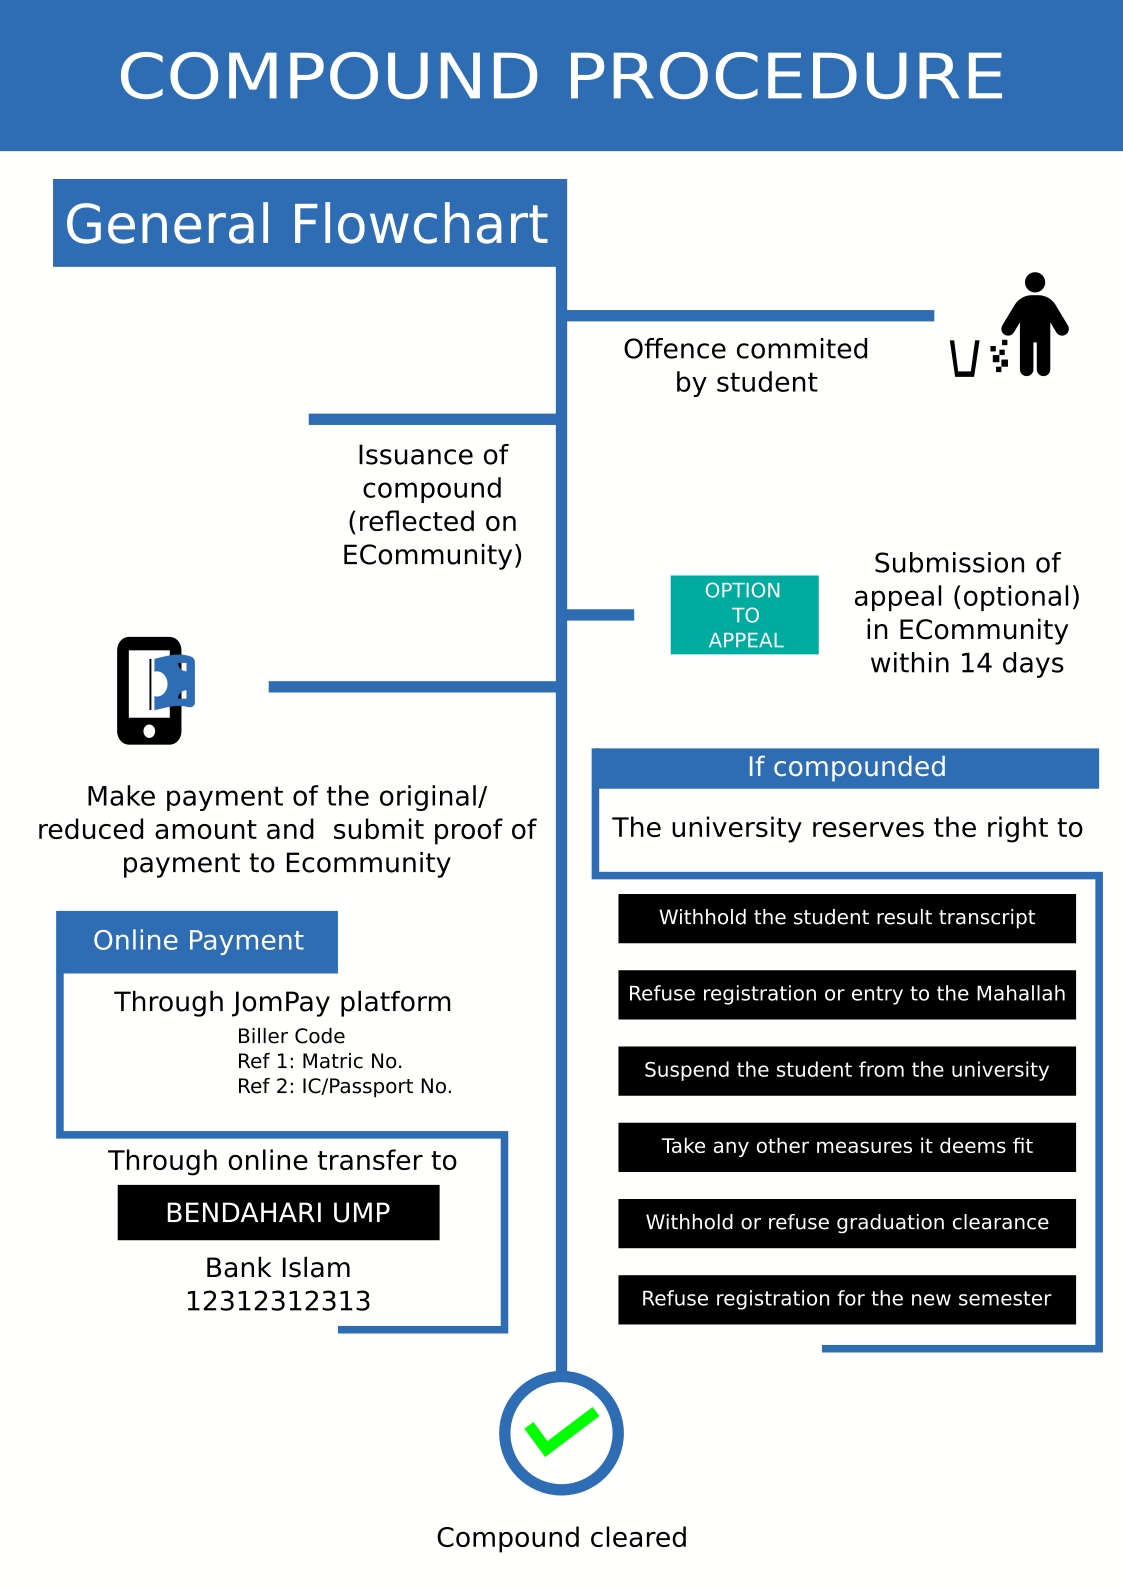 COMPOUND PROCEDURE
General Flowchart
Offence commited
by student
Issuance of
compound
(reflected on
ECommunity)
OPTION
TO
APPEAL
Submission of
appeal (optional)
in ECommunity
within 14 days
Make payment of the original/
reduced amount and  submit proof of
payment to Ecommunity
Online Payment
Through JomPay platform
Biller Code
Ref 1: Matric No.
Ref 2: IC/Passport No.
Through online transfer to
BENDAHARI UMP
Bank Islam
12312312313
If compounded
The university reserves the right to
Withhold the student result transcript
Refuse registration or entry to the Mahallah
Suspend the student from the university
Take any other measures it deems fit
Withhold or refuse graduation clearance
Refuse registration for the new semester
Compound cleared